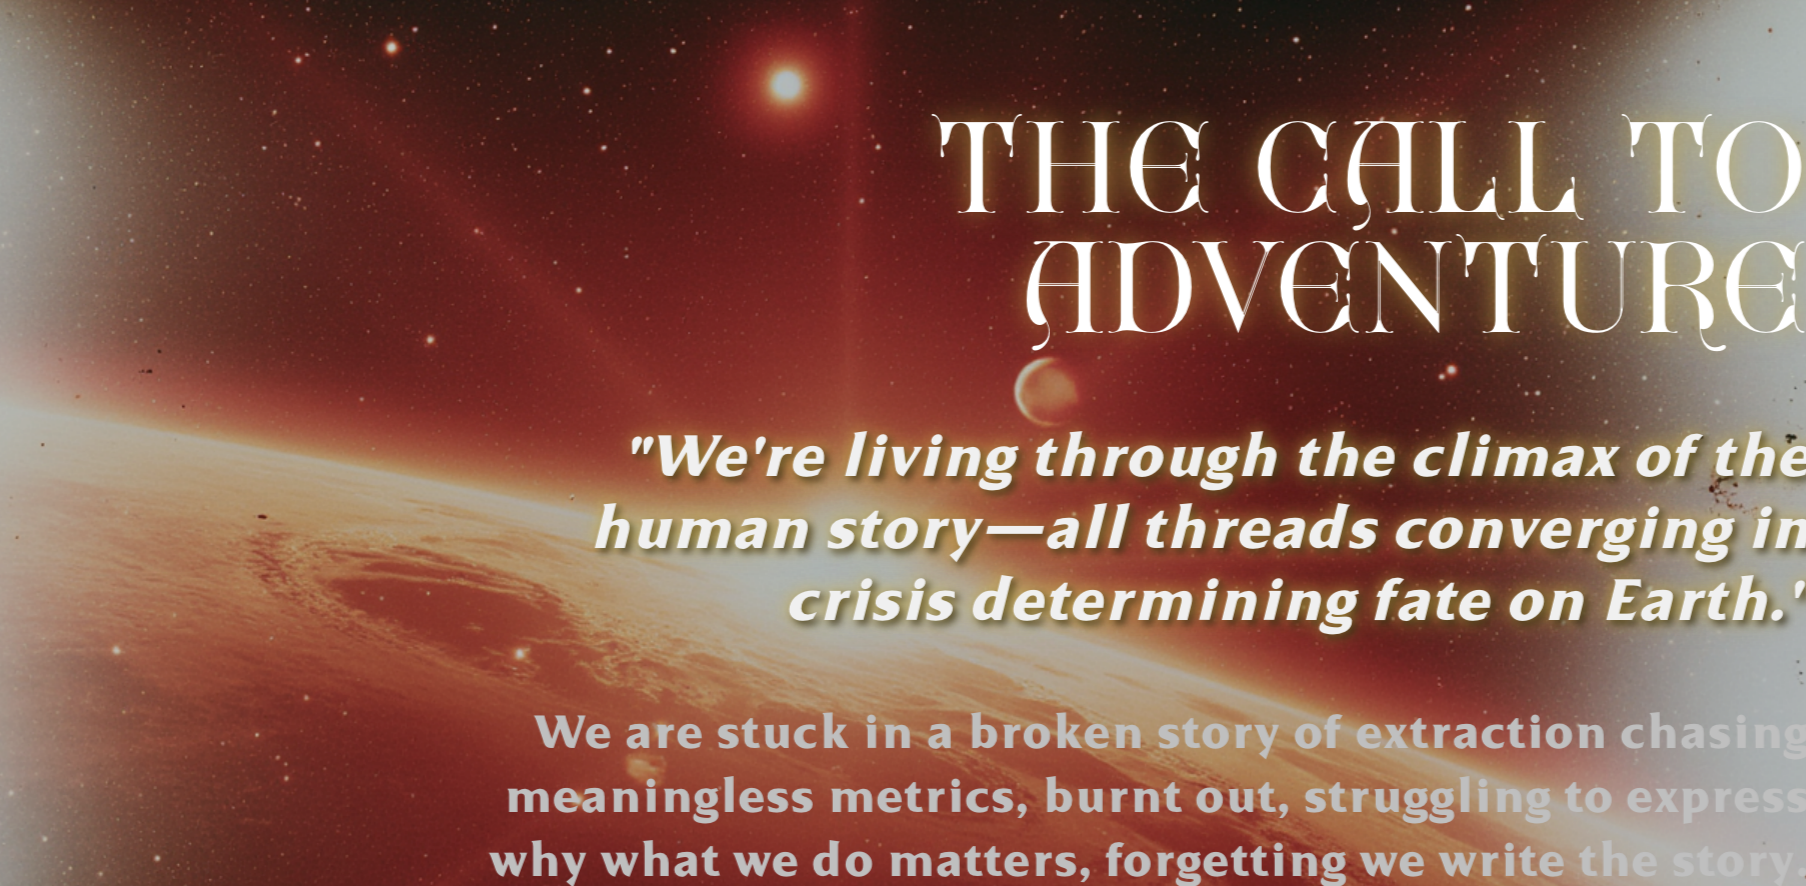 THE CALL TO
ADVENTURE
"We're living through the climax of the
human story—all threads converging in
crisis determining fate on Earth."
We are stuck in a broken story of extraction chasing
meaningless metrics, burnt out, struggling to express
why what we do matters, forgetting we write the story.